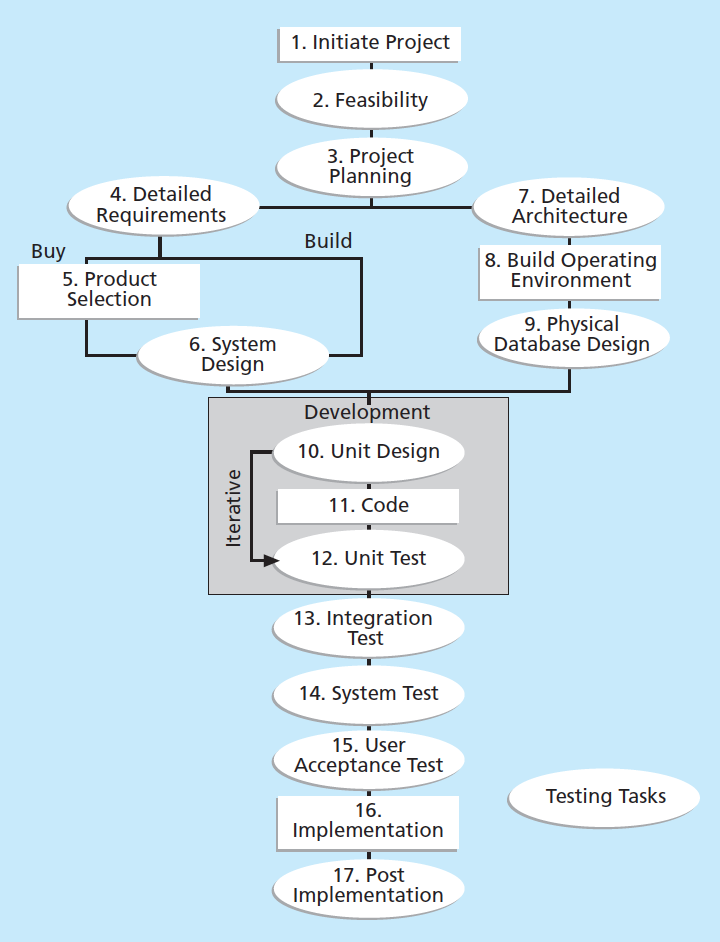 1. Initiate Project
2. Feasibility
3. Project
Planning
4. Detailed
Requirements
7. Detailed
Architecture
Buy
Build
5. Product
Selection
8. Build Operating
Environment
6. System
Design
9. Physical
Database Design
Development
10. Unit Design
Iterative
11. Code
12. Unit Test
13. Integration
Test
14. System Test
15. User
Acceptance Test
Testing Tasks
16.
Implementation
17. Post
Implementation